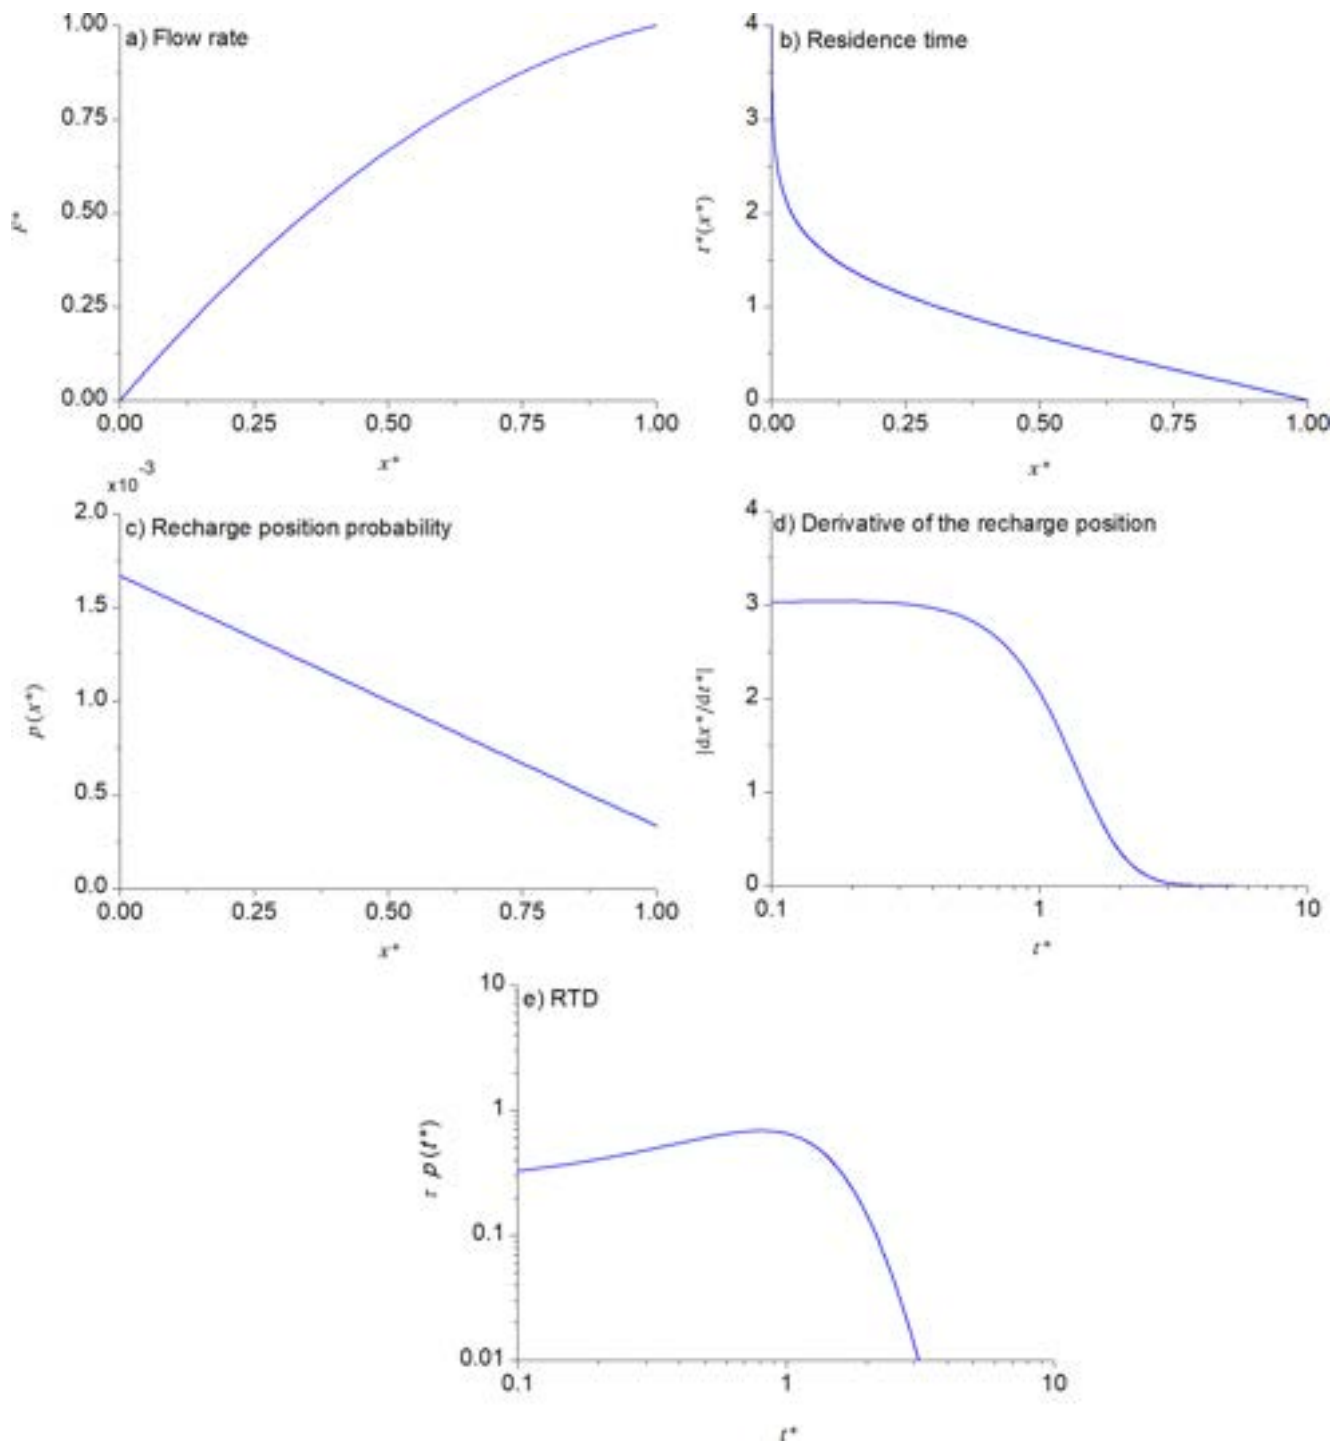 a) Flow rate
1.00
0.75
0.50
0.25
0.00
F*
0.00 0.25 0.50 0.75 1.00
x*
b) Residence time
4
3
2
1
0
t*(x*)
0.00 0.25 0.50 0.75 1.00
x*
x10-3
c) Recharge position probability
2.0
1.5
1.0
0.5
0.0
p(x*)
0.00 0.25 0.50 0.75 1.00
x*
d) Derivative of the recharge position
4
3
2
1
0
|dx*/dt*|
0.1 1 10
t*
e) RTD
10
1
0.1
0.01
τ p(t*)
0.1 1 10
t*